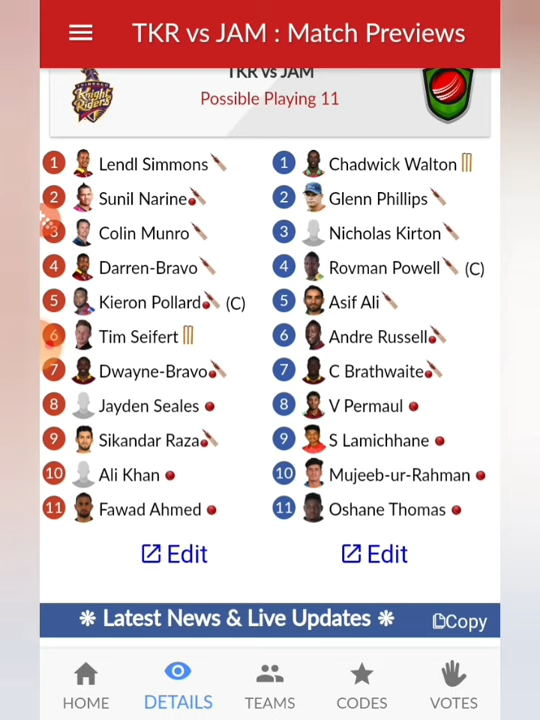 TKR vs JAM : Match Previews
Knight Riders
TKR vs JAM
Possible Playing 11
1 Lendl Simmons
2 Sunil Narine
3 Colin Munro
4 Darren-Bravo
5 Kieron Pollard (C)
6 Tim Seifert
7 Dwayne-Bravo
8 Jayden Seales
9 Sikandar Raza
10 Ali Khan
11 Fawad Ahmed
Edit
1 Chadwick Walton
2 Glenn Phillips
3 Nicholas Kirton
4 Rovman Powell (C)
5 Asif Ali
6 Andre Russell
7 C Brathwaite
8 V Permaul
9 S Lamichhane
10 Mujeeb-ur-Rahman
11 Oshane Thomas
Edit
Latest News & Live Updates
Copy
HOME DETAILS TEAMS CODES VOTES